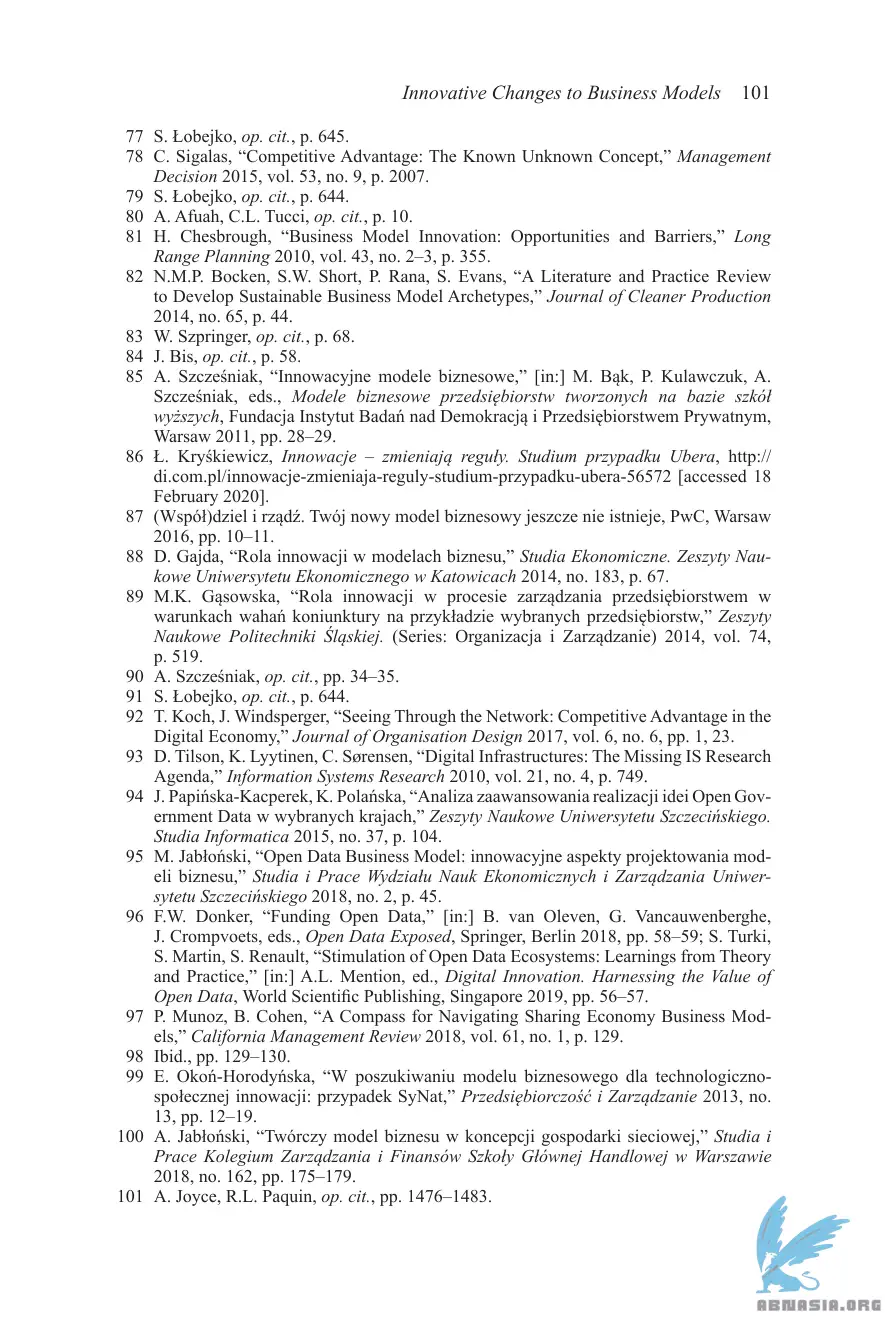 Innovative Changes to Business Models 101
77 S. Łobejko, op. cit., p. 645.
78 C. Sigalas, “Competitive Advantage: The Known Unknown Concept,” Management
Decision 2015, vol. 53, no. 9, p. 2007.
79 S. Łobejko, op. cit., p. 644.
80 A. Afuah, C.L. Tucci, op. cit., p. 10.
81 H. Chesbrough, “Business Model Innovation: Opportunities and Barriers,” Long
Range Planning 2010, vol. 43, no. 2–3, p. 355.
82 N.M.P. Bocken, S.W. Short, P. Rana, S. Evans, “A Literature and Practice Review
to Develop Sustainable Business Model Archetypes,” Journal of Cleaner Production
2014, no. 65, p. 44.
83 W. Szpringer, op. cit., p. 68.
84 J. Bis, op. cit., p. 58.
85 A. Szcześniak, “Innowacyjne modele biznesowe,” [in:] M. Bąk, P. Kulawczuk, A.
Szcześniak, eds., Modele biznesowe przedsiębiorstw tworzonych na bazie szkół
wyższych, Fundacja Instytut Badań nad Demokracją i Przedsiębiorstwem Prywatnym,
Warsaw 2011, pp. 28–29.
86 Ł. Kryśkiewicz, Innowacje – zmieniają reguły. Studium przypadku Ubera, http://
di.com.pl/innowacje-zmieniaja-reguly-studium-przypadku-ubera-56572 [accessed 18
February 2020].
87 (Współ)dziel i rządź. Twój nowy model biznesowy jeszcze nie istnieje, PwC, Warsaw
2016, pp. 10–11.
88 D. Gajda, “Rola innowacji w modelach biznesu,” Studia Ekonomiczne. Zeszyty Nau-
kowe Uniwersytetu Ekonomicznego w Katowicach 2014, no. 183, p. 67.
89 M.K. Gąsowska, “Rola innowacji w procesie zarządzania przedsiębiorstwem w
warunkach wahań koniunktury na przykładzie wybranych przedsiębiorstw,” Zeszyty
Naukowe Politechniki Śląskiej. (Series: Organizacja i Zarządzanie) 2014, vol. 74,
p. 519.
90 A. Szcześniak, op. cit., pp. 34–35.
91 S. Łobejko, op. cit., p. 644.
92 T. Koch, J. Windsperger, “Seeing Through the Network: Competitive Advantage in the
Digital Economy,” Journal of Organisation Design 2017, vol. 6, no. 6, pp. 1, 23.
93 D. Tilson, K. Lyytinen, C. Sørensen, “Digital Infrastructures: The Missing IS Research
Agenda,” Information Systems Research 2010, vol. 21, no. 4, p. 749.
94 J. Papińska-Kacperek, K. Polańska, “Analiza zaawansowania realizacji idei Open Gov-
ernment Data w wybranych krajach,” Zeszyty Naukowe Uniwersytetu Szczecińskiego.
Studia Informatica 2015, no. 37, p. 104.
95 M. Jabłoński, “Open Data Business Model: innowacyjne aspekty projektowania mod-
eli biznesu,” Studia i Prace Wydziału Nauk Ekonomicznych i Zarządzania Uniwer-
sytetu Szczecińskiego 2018, no. 2, p. 45.
96 F.W. Donker, “Funding Open Data,” [in:] B. van Oleven, G. Vancauwenberghe,
J. Crompvoets, eds., Open Data Exposed, Springer, Berlin 2018, pp. 58–59; S. Turki,
S. Martin, S. Renault, “Stimulation of Open Data Ecosystems: Learnings from Theory
and Practice,” [in:] A.L. Mention, ed., Digital Innovation. Harnessing the Value of
Open Data, World Scientific Publishing, Singapore 2019, pp. 56–57.
97 P. Munoz, B. Cohen, “A Compass for Navigating Sharing Economy Business Mod-
els,” California Management Review 2018, vol. 61, no. 1, p. 129.
98 Ibid., pp. 129–130.
99 E. Okoń-Horodyńska, “W poszukiwaniu modelu biznesowego dla technologiczno-
społecznej innowacji: przypadek SyNat,” Przedsiębiorczość i Zarządzanie 2013, no.
13, pp. 12–19.
100 A. Jabłoński, “Twórczy model biznesu w koncepcji gospodarki sieciowej,” Studia i
Prace Kolegium Zarządzania i Finansów Szkoły Głównej Handlowej w Warszawie
2018, no. 162, pp. 175–179.
101 A. Joyce, R.L. Paquin, op. cit., pp. 1476–1483.
ABNASIA.ORG